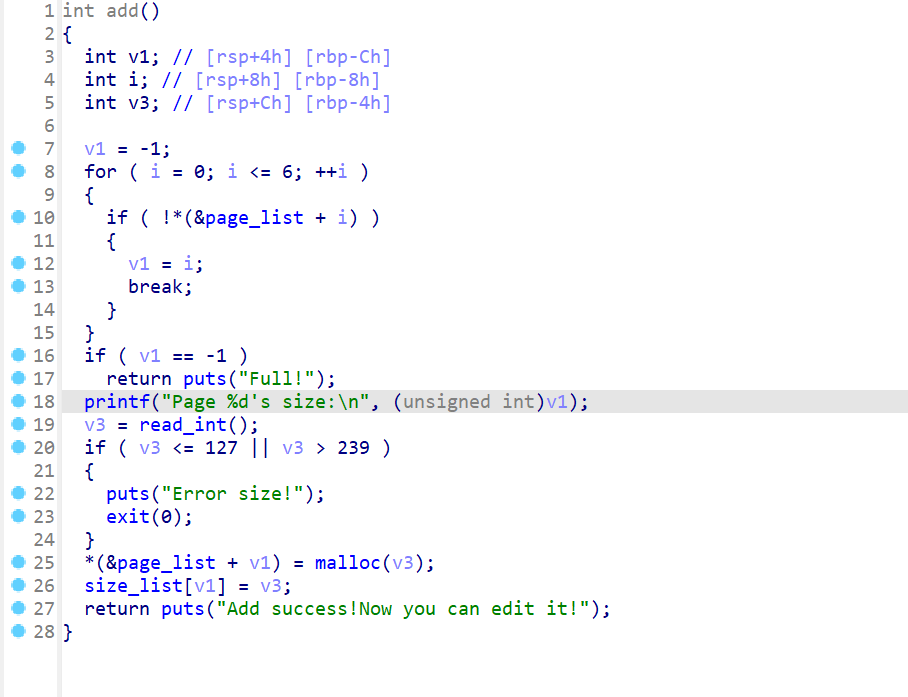 1 int add()
2 {
3   int v1; // [rsp+4h] [rbp-Ch]
4   int i; // [rsp+8h] [rbp-8h]
5   int v3; // [rsp+Ch] [rbp-4h]
6
7   v1 = -1;
8   for ( i = 0; i <= 6; ++i )
9   {
10     if ( !*(&page_list + i) )
11     {
12       v1 = i;
13       break;
14     }
15   }
16   if ( v1 == -1 )
17     return puts("Full!");
18   printf("Page %d's size:\n", (unsigned int)v1);
19   v3 = read_int();
20   if ( v3 <= 127 || v3 > 239 )
21   {
22     puts("Error size!");
23     exit(0);
24   }
25   *(&page_list + v1) = malloc(v3);
26   size_list[v1] = v3;
27   return puts("Add success!Now you can edit it!");
28 }